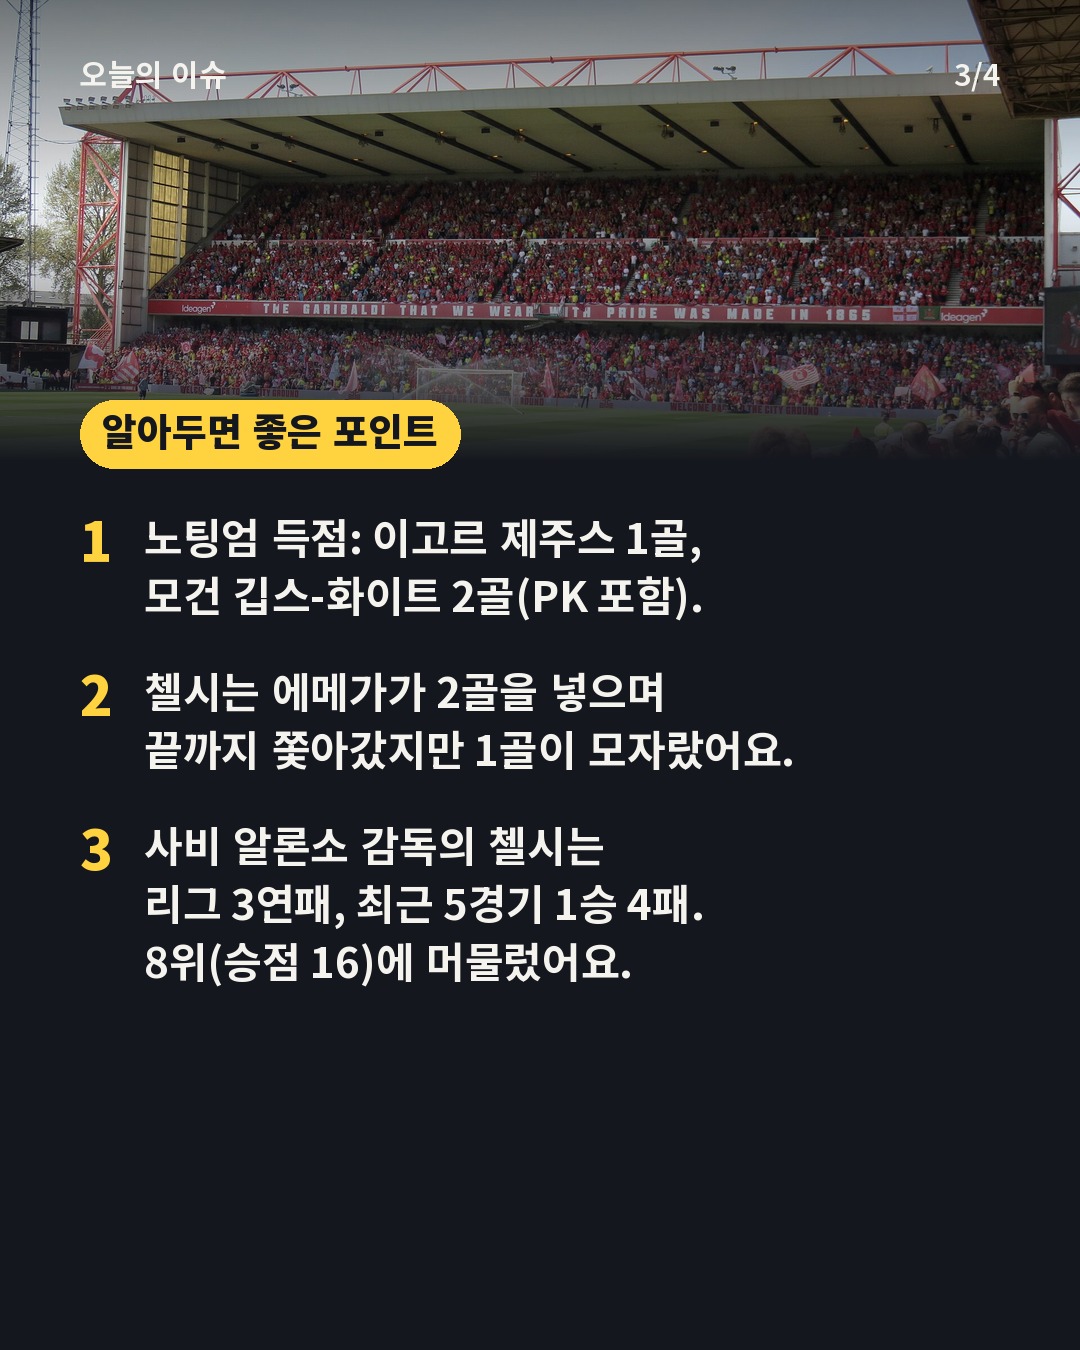 오늘의 이슈
3/4
Ideagen
THE GARIBALDI THAT WE WEAR WITH PRIDE WAS MADE IN 1865
Ideagen
THE CITY GROUND
알아두면 좋은 포인트
1 노팅엄 득점: 이고르 제주스 1골,
모건 깁스-화이트 2골(PK 포함).
2 첼시는 에메가가 2골을 넣으며
끝까지 쫓아갔지만 1골이 모자랐어요.
3 사비 알론소 감독의 첼시는
리그 3연패, 최근 5경기 1승 4패.
8위(승점 16)에 머물렀어요.